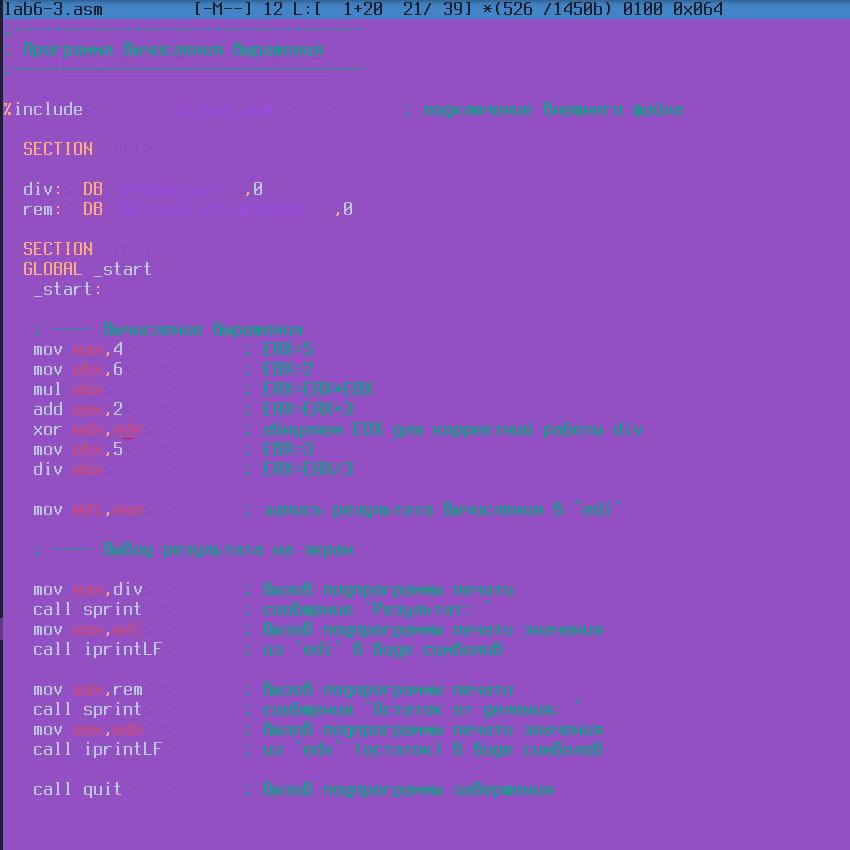 lab6-3.asm [-M--] 12 L:[ 1+20 21/ 39] *(526 /1450b) 0100 0x064
;--------------------------------
; Программа вычисления выражения
;--------------------------------
%include ; подключение внешнего файла
SECTION .data
div: DB ,0
rem: DB ,0
SECTION .text
GLOBAL _start
_start:
; ---- Вычисление выражения
mov eax,4 ; EAX=5
mov ebx,6 ; EBX=2
mul ebx ; EAX=EAX*EBX
add eax,2 ; EAX=EAX+3
xor edx,edx ; обнуляем EDX для корректной работы div
mov ebx,5 ; EBX=3
div ebx ; EAX=EAX/3
mov edi,eax ; запись результата вычисления в 'edi'
; ---- Вывод результата на экран
mov eax,div ; вызов подпрограммы печати
call sprint ; сообщение 'Результат: '
mov eax,edi ; вызов подпрограммы печати значения
call iprintLF ; из 'edi' в виде символов
mov eax,rem ; вызов подпрограммы печати
call sprint ; сообщения 'Остаток от деления: '
mov eax,edx ; вызов подпрограммы печати значения
call iprintLF ; из 'edx' (остаток) в виде символов
call quit ; вызов подпрограммы завершения